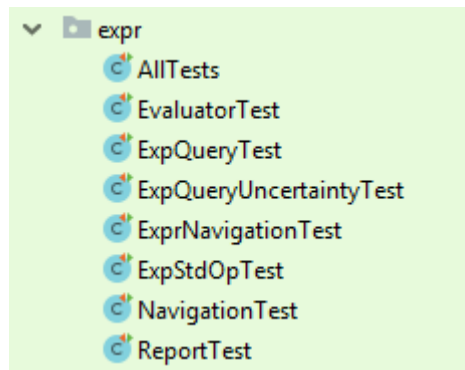 expr
AllTests
EvaluatorTest
ExpQueryTest
ExpQueryUncertaintyTest
ExprNavigationTest
ExpStdOpTest
NavigationTest
ReportTest